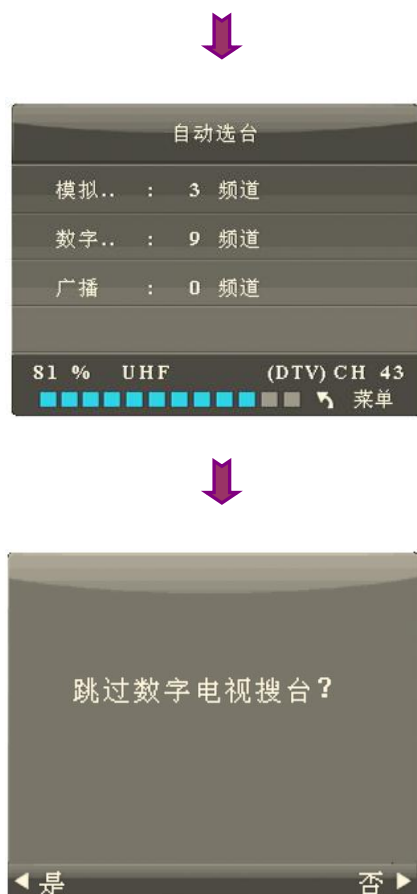 自动选台
模拟.. : 3 频道
数字.. : 9 频道
广播 : 0 频道
81 % UHF (DTV) CH 43
菜单
跳过数字电视搜台?
是 否